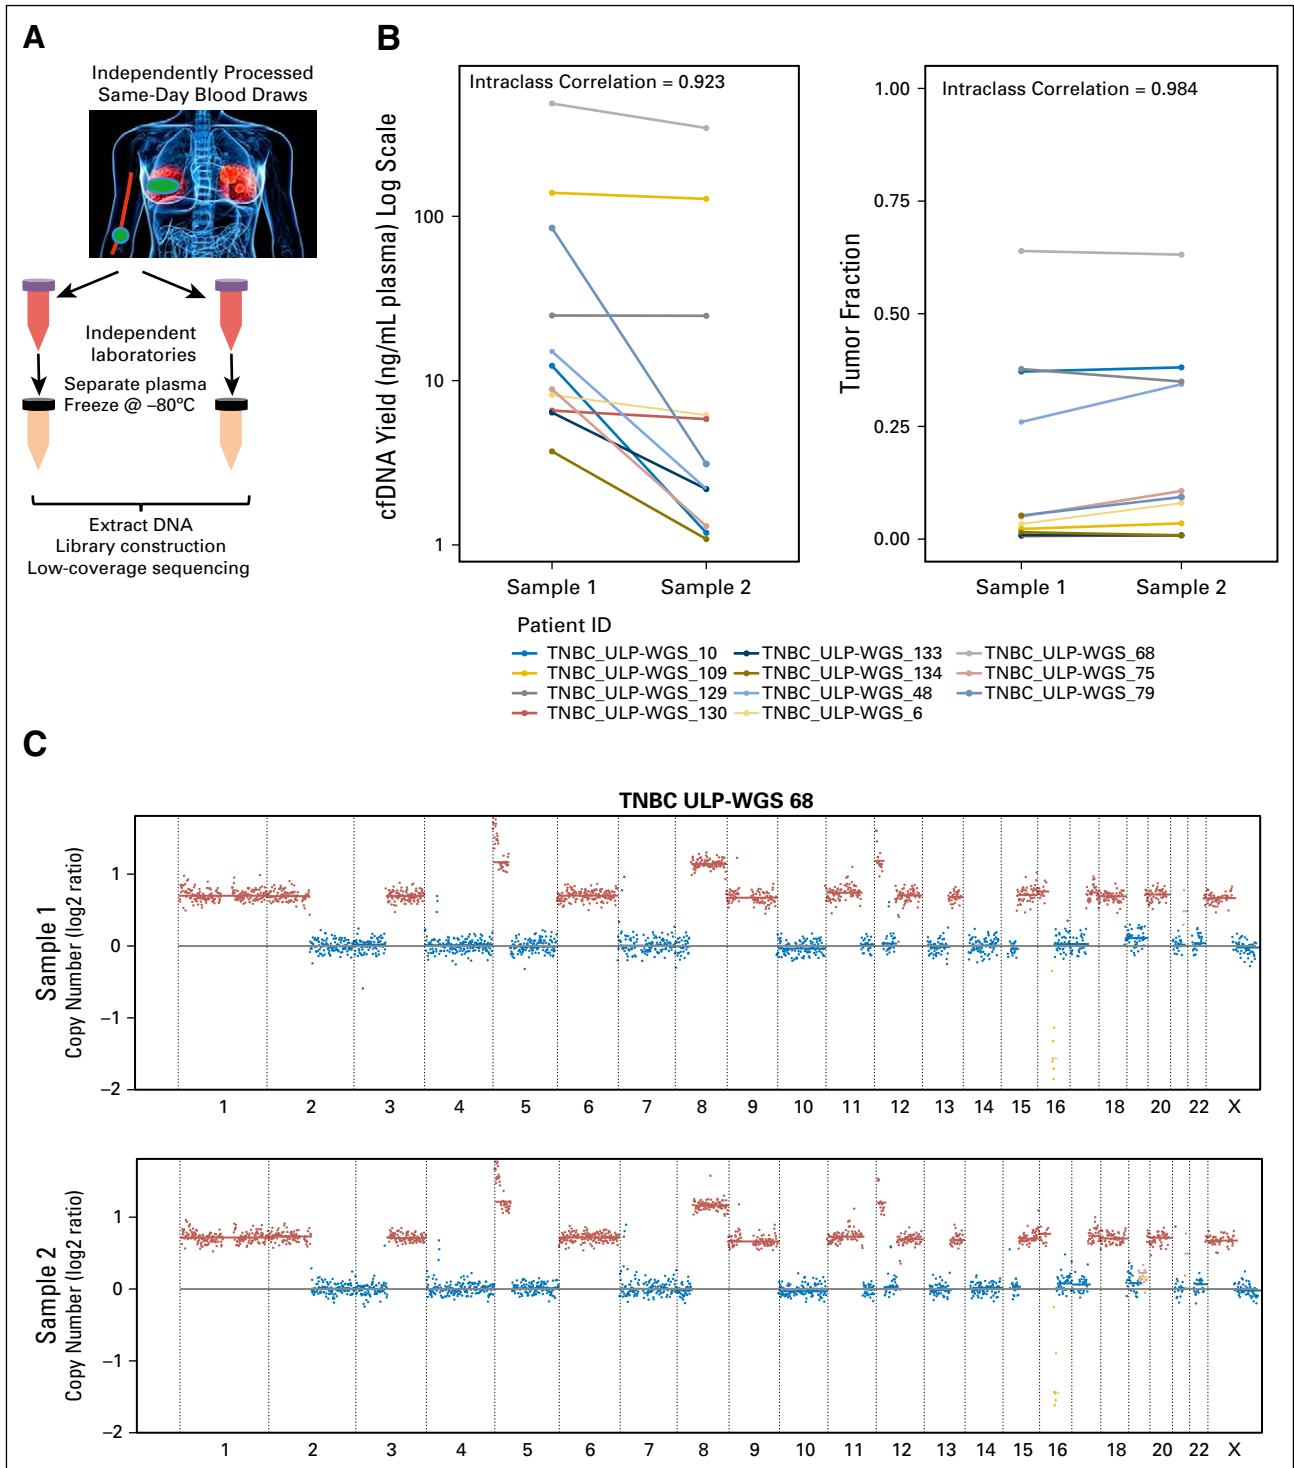 A
Independently Processed
Same-Day Blood Draws
Independent
laboratories
Separate plasma
Freeze @ –80°C
Extract DNA
Library construction
Low-coverage sequencing
B
Intraclass Correlation = 0.923
cfDNA Yield (ng/mL plasma) Log Scale
100
10
1
Sample 1
Sample 2
Intraclass Correlation = 0.984
Tumor Fraction
1.00
0.75
0.50
0.25
0.00
Sample 1
Sample 2
Patient ID
TNBC_ULP-WGS_10
TNBC_ULP-WGS_109
TNBC_ULP-WGS_129
TNBC_ULP-WGS_130
TNBC_ULP-WGS_133
TNBC_ULP-WGS_134
TNBC_ULP-WGS_48
TNBC_ULP-WGS_6
TNBC_ULP-WGS_68
TNBC_ULP-WGS_75
TNBC_ULP-WGS_79
C
TNBC ULP-WGS 68
Sample 1
Copy Number (log2 ratio)
1
0
–1
–2
1 2 3 4 5 6 7 8 9 10 11 12 13 14 15 16 18 20 22 X
Sample 2
Copy Number (log2 ratio)
1
0
–1
–2
1 2 3 4 5 6 7 8 9 10 11 12 13 14 15 16 18 20 22 X